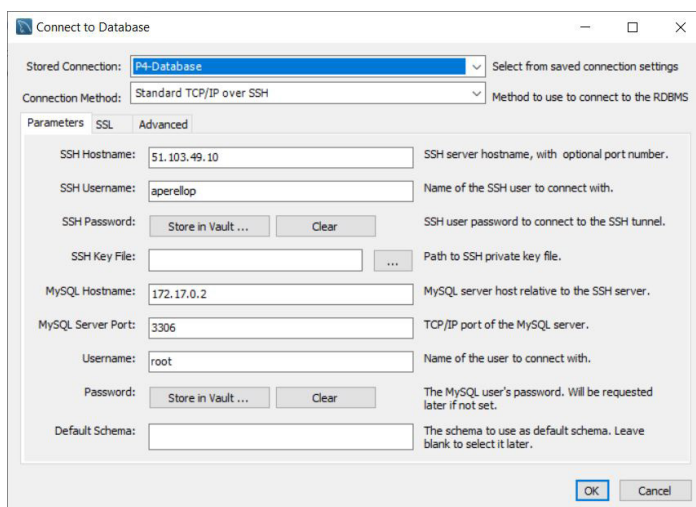 Connect to Database
Stored Connection: P4-Database Select from saved connection settings
Connection Method: Standard TCP/IP over SSH Method to use to connect to the RDBMS
Parameters SSL Advanced
SSH Hostname: 51.103.49.10 SSH server hostname, with optional port number.
SSH Username: aperellop Name of the SSH user to connect with.
SSH Password: Store in Vault ... Clear SSH user password to connect to the SSH tunnel.
SSH Key File: ... Path to SSH private key file.
MySQL Hostname: 172.17.0.2 MySQL server host relative to the SSH server.
MySQL Server Port: 3306 TCP/IP port of the MySQL server.
Username: root Name of the user to connect with.
Password: Store in Vault ... Clear The MySQL user's password. Will be requested
later if not set.
Default Schema: The schema to use as default schema. Leave
blank to select it later.
OK Cancel